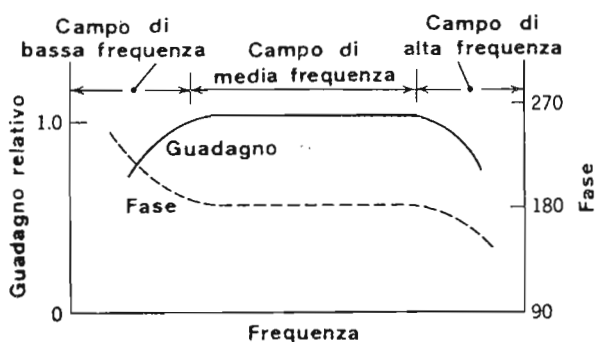 Campo di
bassa frequenza
Campo di
media frequenza
Campo di
alta frequenza
Guadagno relativo
1.0
0
Guadagno
Fase
270
180
90
Fase
Frequenza